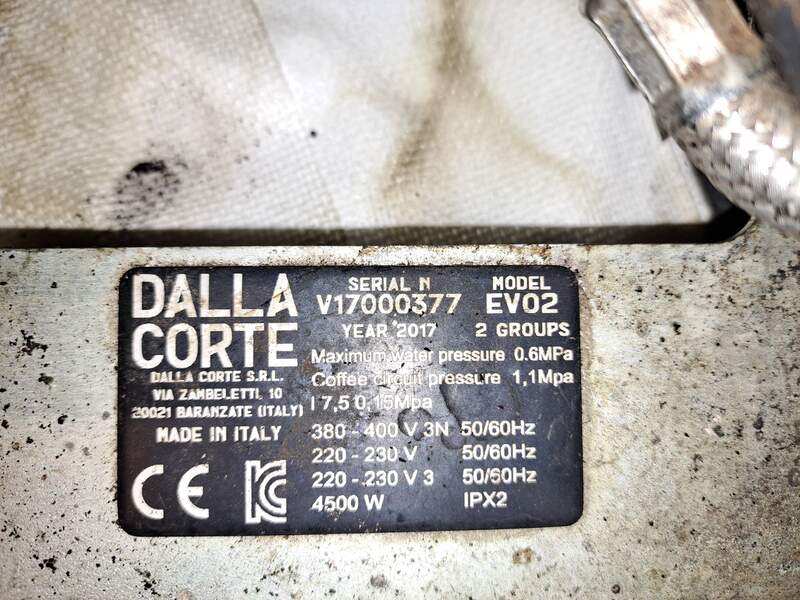 DALLA
CORTE
DALLA CORTE S.R.L.
VIA ZAMBELETTI, 10
20021 BARANZATE (ITALY)
MADE IN ITALY
CE
KC
SERIAL N MODEL
V17000377 EVO2
YEAR 2017 2 GROUPS
Maximum water pressure 0.6MPa
Coffee circuit pressure 1,1Mpa
l 7,5 0,15Mpa
380 - 400 V 3N 50/60Hz
220 - 230 V 50/60Hz
220 - 230 V 3 50/60Hz
4500 W IPX2